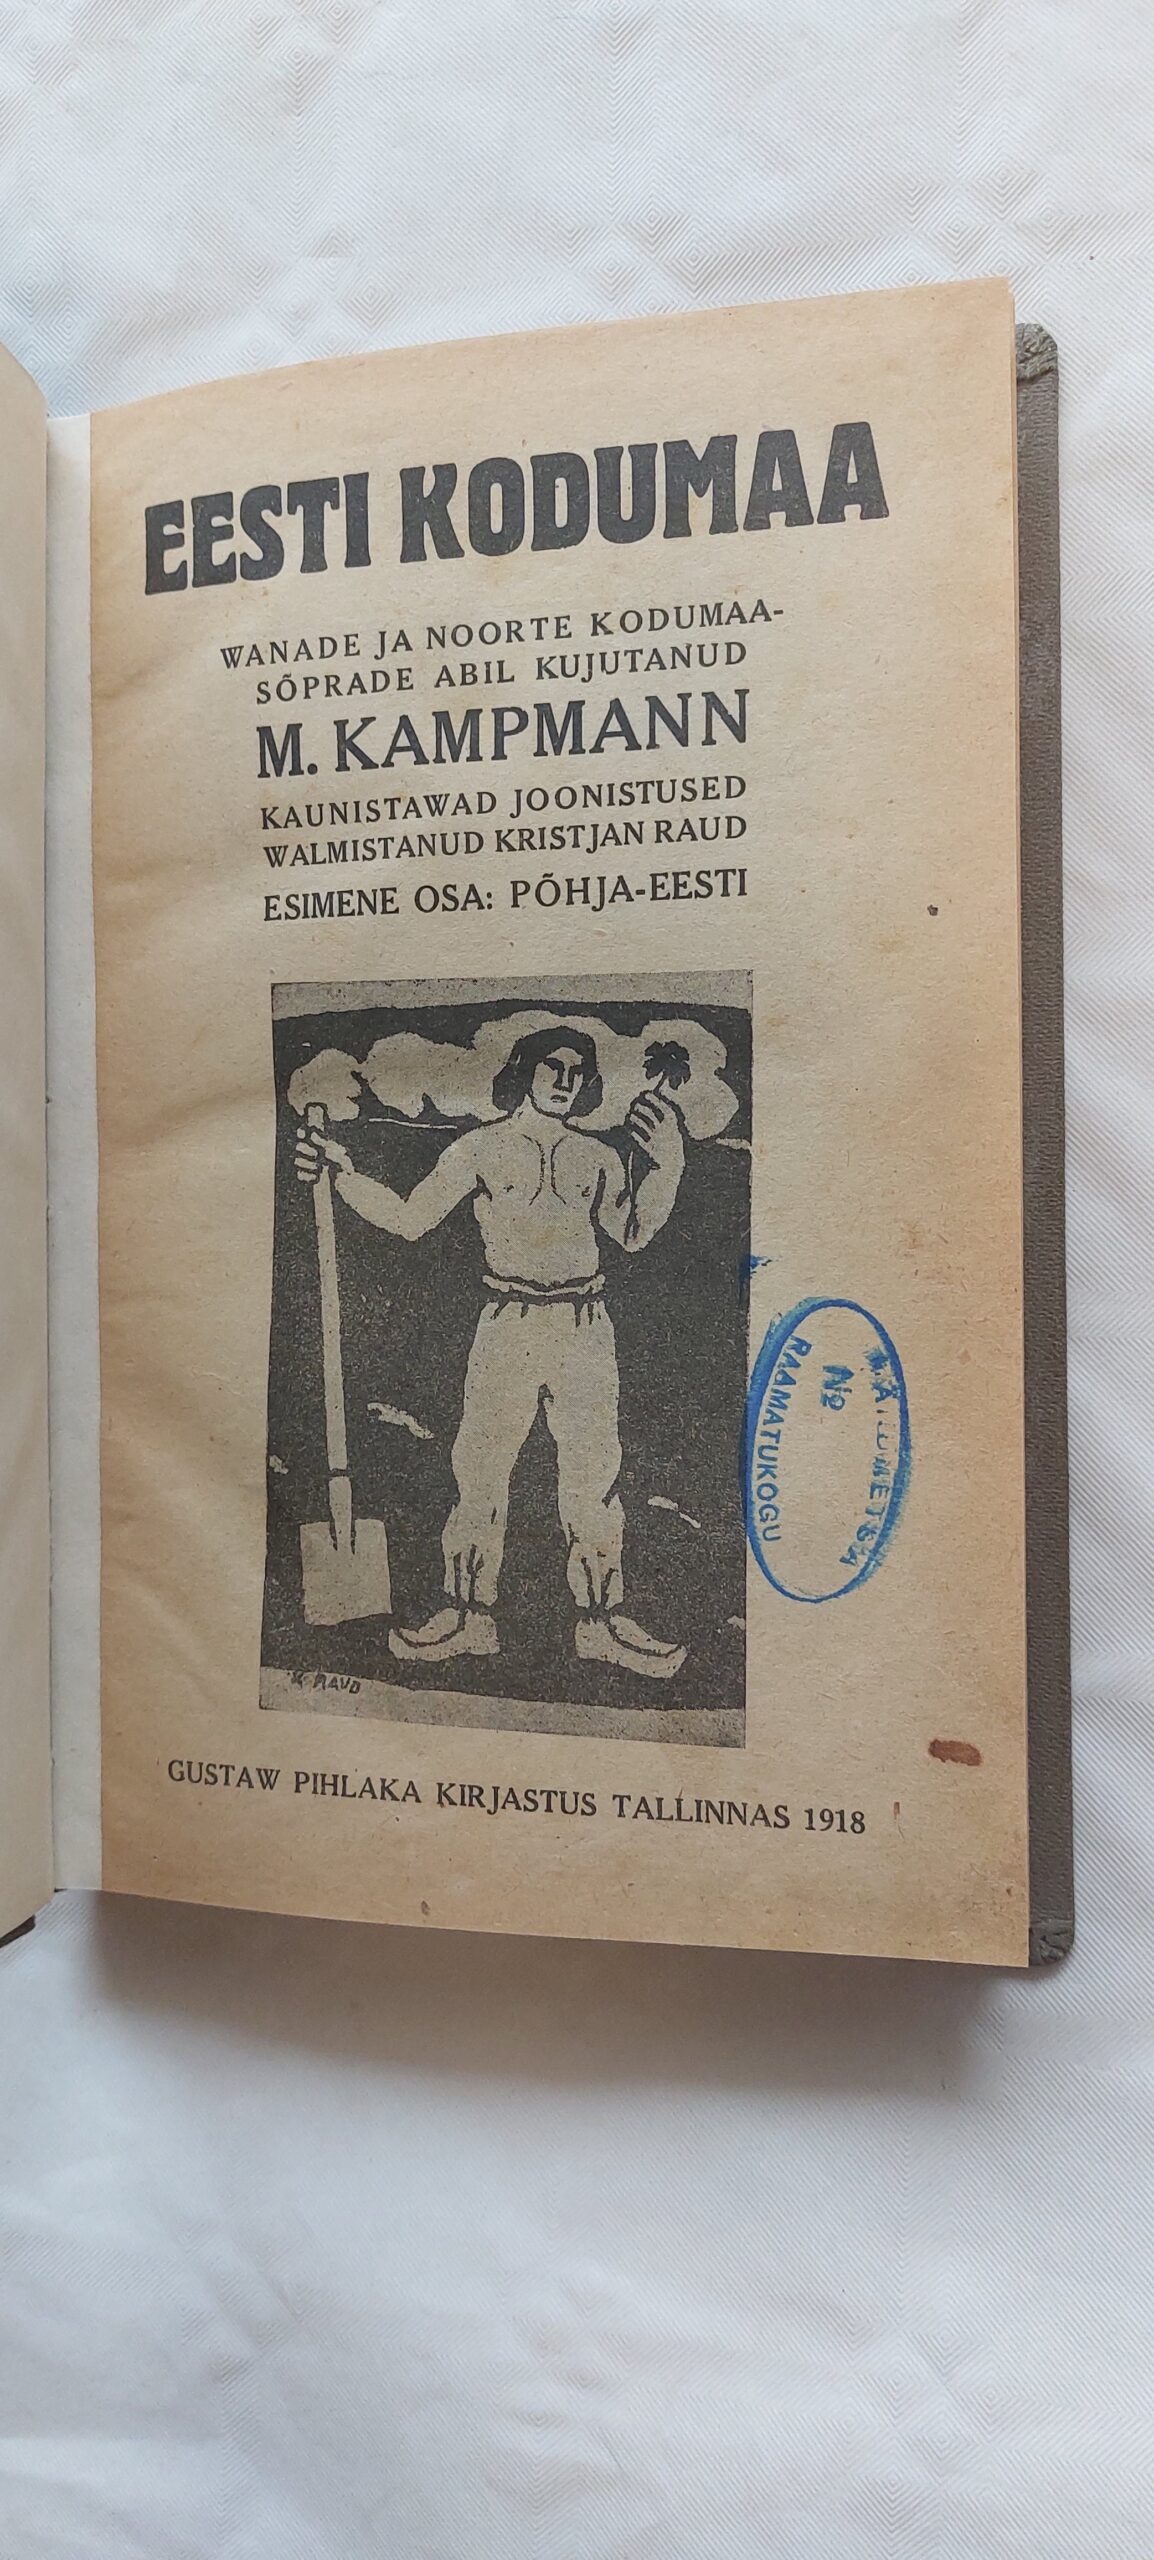 EESTI KODUMAA
WANADE JA NOORTE KODUMAA-
SÕPRADE ABIL KUJUTANUD
M. KAMPMANN
KAUNISTAWAD JOONISTUSED
WALMISTANUD KRISTJAN RAUD
ESIMENE OSA: PÕHJA-EESTI
K RAUD
№
RAAMATUKOGU
GUSTAW PIHLAKA KIRJASTUS TALLINNAS 1918